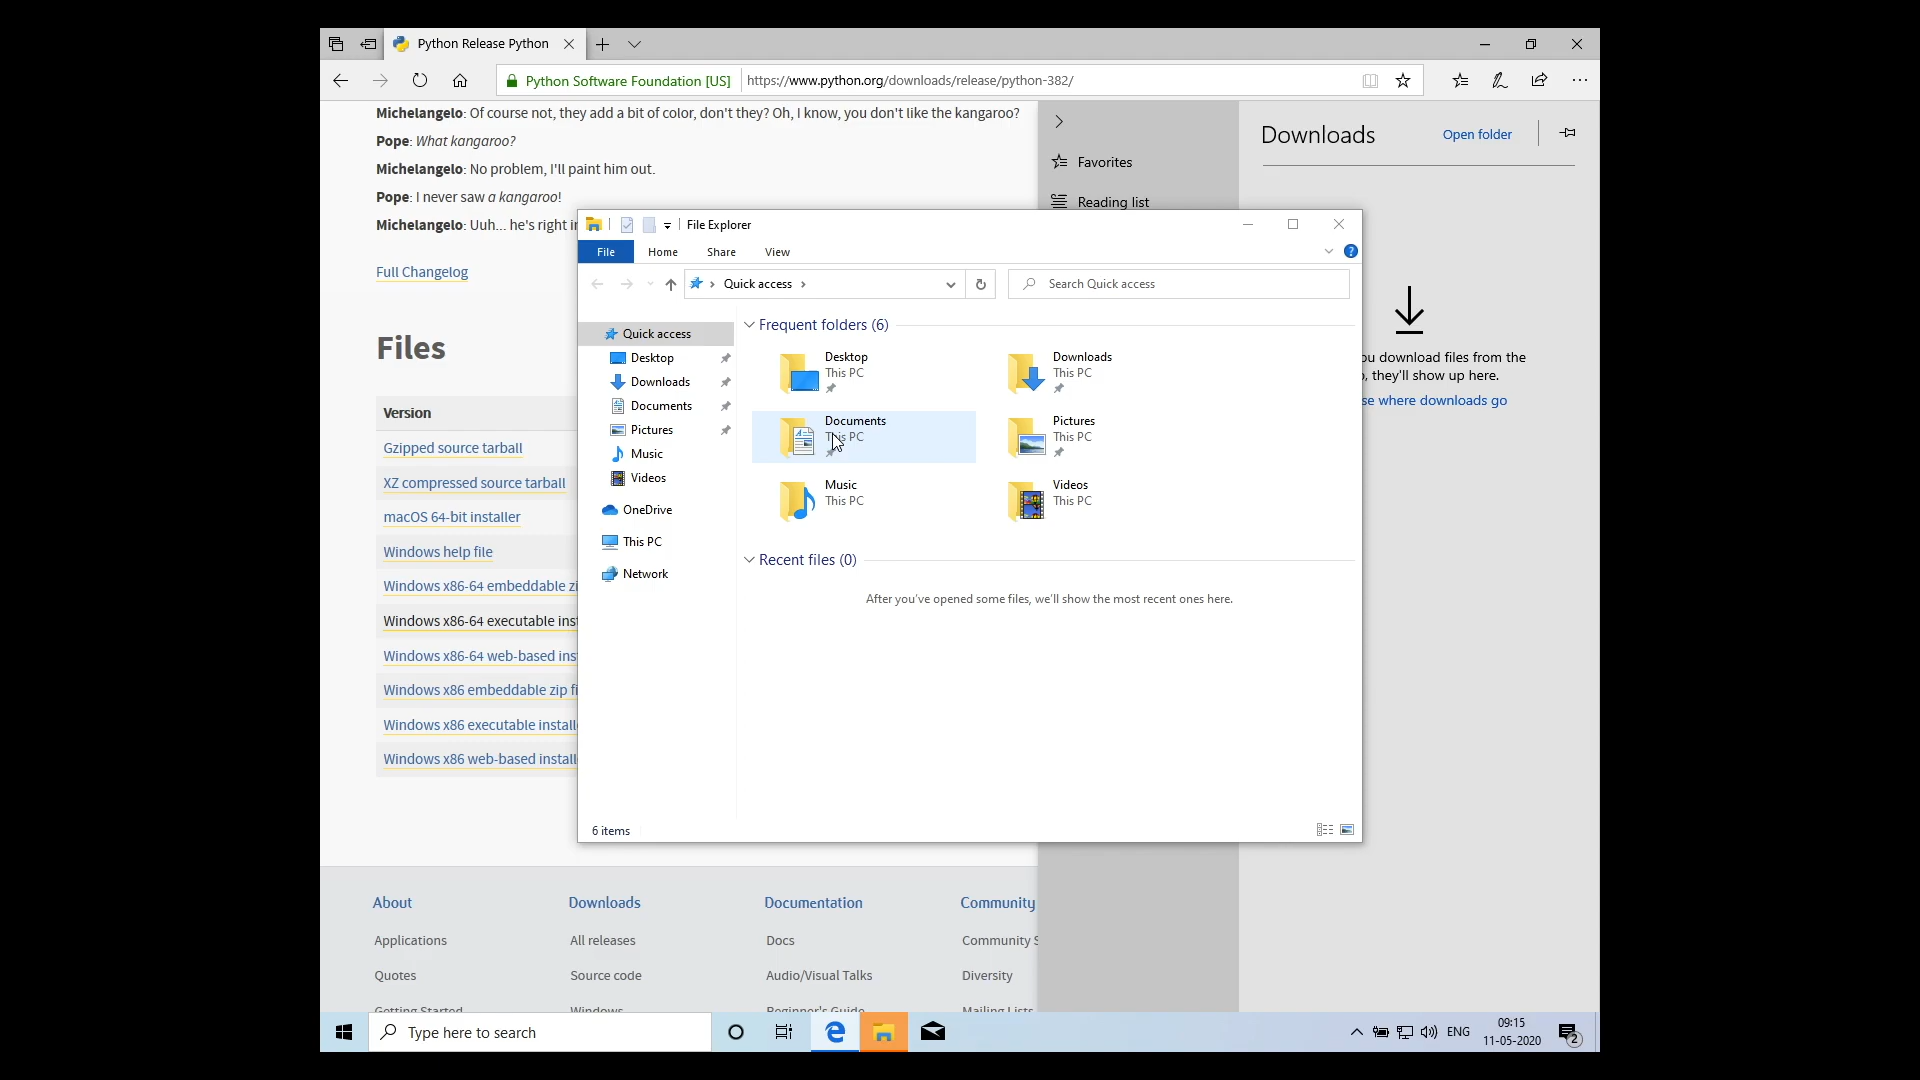 Python Release Python
Python Software Foundation [US]
https://www.python.org/downloads/release/python-382/
Michelangelo: Of course not, they add a bit of color, don't they? Oh, I know, you don't like the kangaroo?
Pope: What kangaroo?
Michelangelo: No problem, I'll paint him out.
Pope: I never saw a kangaroo!
Michelangelo: Uuh... he's right
Full Changelog
Files
Version
Gzipped source tarball
XZ compressed source tarball
macOS 64-bit installer
Windows help file
Windows x86-64 embeddable
Windows x86-64 executable
Windows x86-64 web-based
Windows x86 embeddable zip
Windows x86 executable
Windows x86 web-based
Favorites
Reading list
Downloads
Open folder
download files from the
, they'll show up here.
where downloads go
File Explorer
File
Home
Share
View
Quick access
Search Quick access
Quick access
Desktop
Downloads
Documents
Pictures
Music
Videos
OneDrive
This PC
Network
Frequent folders (6)
Desktop
This PC
Downloads
This PC
Documents
This PC
Pictures
This PC
Music
This PC
Videos
This PC
Recent files (0)
After you've opened some files, we'll show the most recent ones here.
6 items
About
Downloads
Documentation
Community
Applications
All releases
Docs
Community
Quotes
Source code
Audio/Visual Talks
Diversity
Getting Started
Windows
Beginner's Guide
Mailing Lists
Type here to search
ENG
09:15
11-05-2020
2